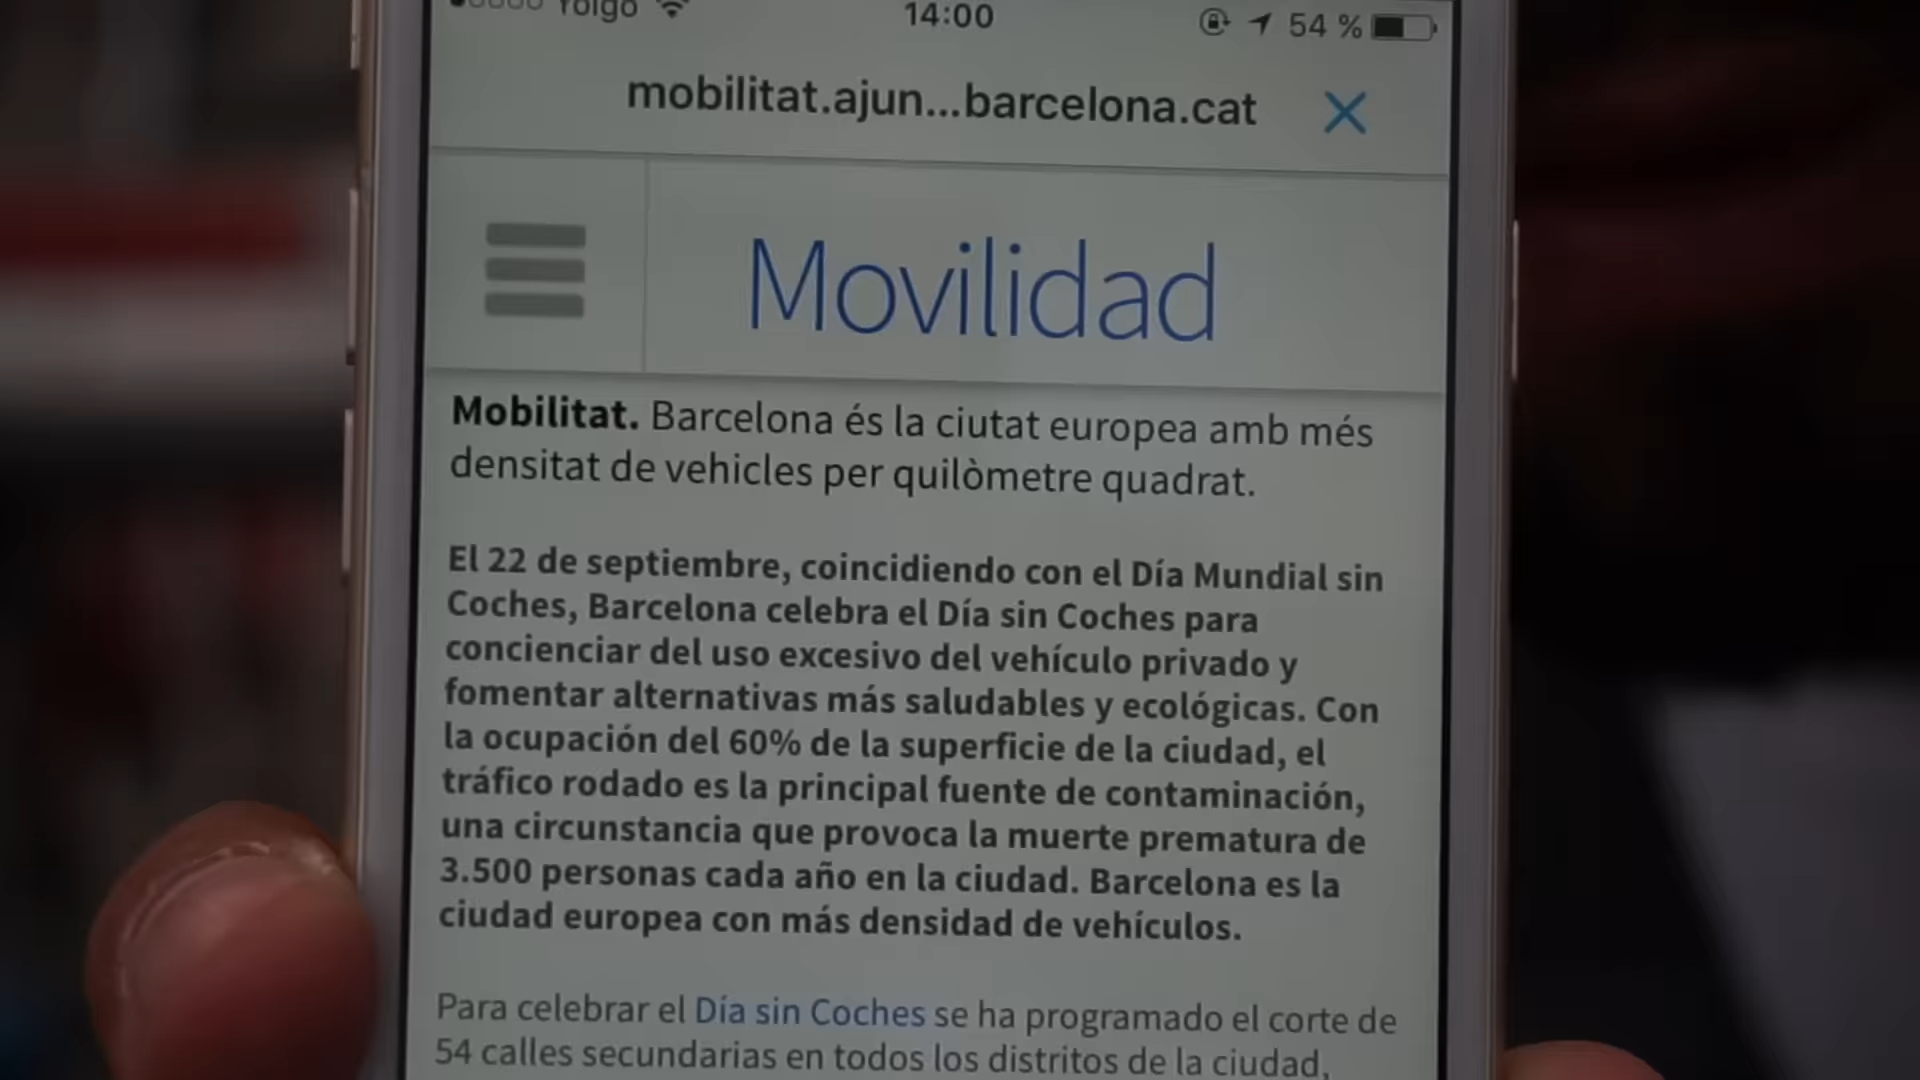 Yoigo 14:00 54 %
mobilitat.ajun...barcelona.cat
Movilidad
Mobilitat. Barcelona és la ciutat europea amb més
densitat de vehicles per quilòmetre quadrat.
El 22 de septiembre, coincidiendo con el Día Mundial sin
Coches, Barcelona celebra el Día sin Coches para
concienciar del uso excesivo del vehículo privado y
fomentar alternativas más saludables y ecológicas. Con
la ocupación del 60% de la superficie de la ciudad, el
tráfico rodado es la principal fuente de contaminación,
una circunstancia que provoca la muerte prematura de
3.500 personas cada año en la ciudad. Barcelona es la
ciudad europea con más densidad de vehículos.
Para celebrar el Día sin Coches se ha programado el corte de
54 calles secundarias en todos los distritos de la ciudad,